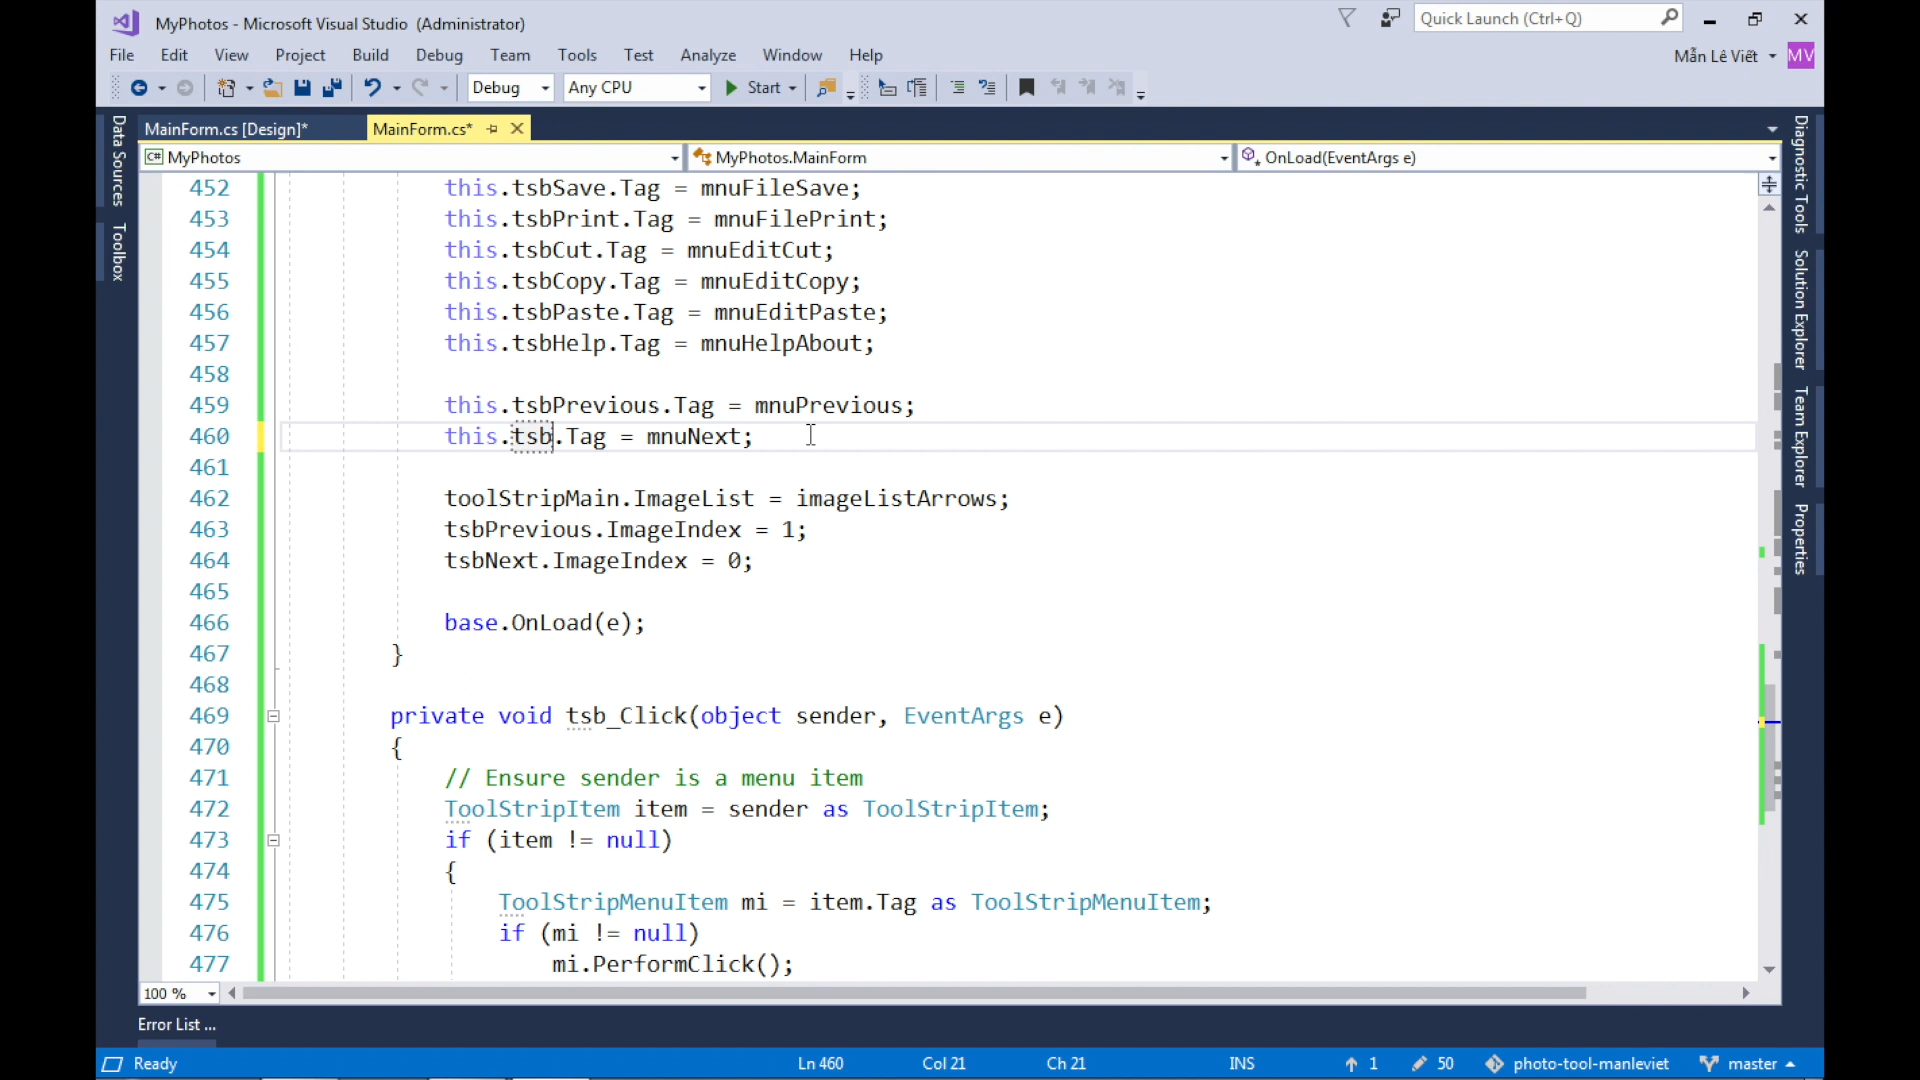 MyPhotos - Microsoft Visual Studio (Administrator)
Quick Launch (Ctrl+Q)
File Edit View Project Build Debug Team Tools Test Analyze Window Help
Mẫn Lê Viết
MV
Debug
Any CPU
Start
MainForm.cs [Design]*
MainForm.cs*
C# MyPhotos
MyPhotos.MainForm
OnLoad(EventArgs e)
Data Sources
Toolbox
Diagnostic Tools
Solution Explorer
Team Explorer
Properties
452 this.tsbSave.Tag = mnuFileSave;
453 this.tsbPrint.Tag = mnuFilePrint;
454 this.tsbCut.Tag = mnuEditCut;
455 this.tsbCopy.Tag = mnuEditCopy;
456 this.tsbPaste.Tag = mnuEditPaste;
457 this.tsbHelp.Tag = mnuHelpAbout;
458
459 this.tsbPrevious.Tag = mnuPrevious;
460 this.tsb.Tag = mnuNext;
461
462 toolStripMain.ImageList = imageListArrows;
463 tsbPrevious.ImageIndex = 1;
464 tsbNext.ImageIndex = 0;
465
466 base.OnLoad(e);
467 }
468
469 private void tsb_Click(object sender, EventArgs e)
470 {
471 // Ensure sender is a menu item
472 ToolStripItem item = sender as ToolStripItem;
473 if (item != null)
474 {
475 ToolStripMenuItem mi = item.Tag as ToolStripMenuItem;
476 if (mi != null)
477 mi.PerformClick();
100 %
Error List ...
Ready
Ln 460
Col 21
Ch 21
INS
1
50
photo-tool-manleviet
master